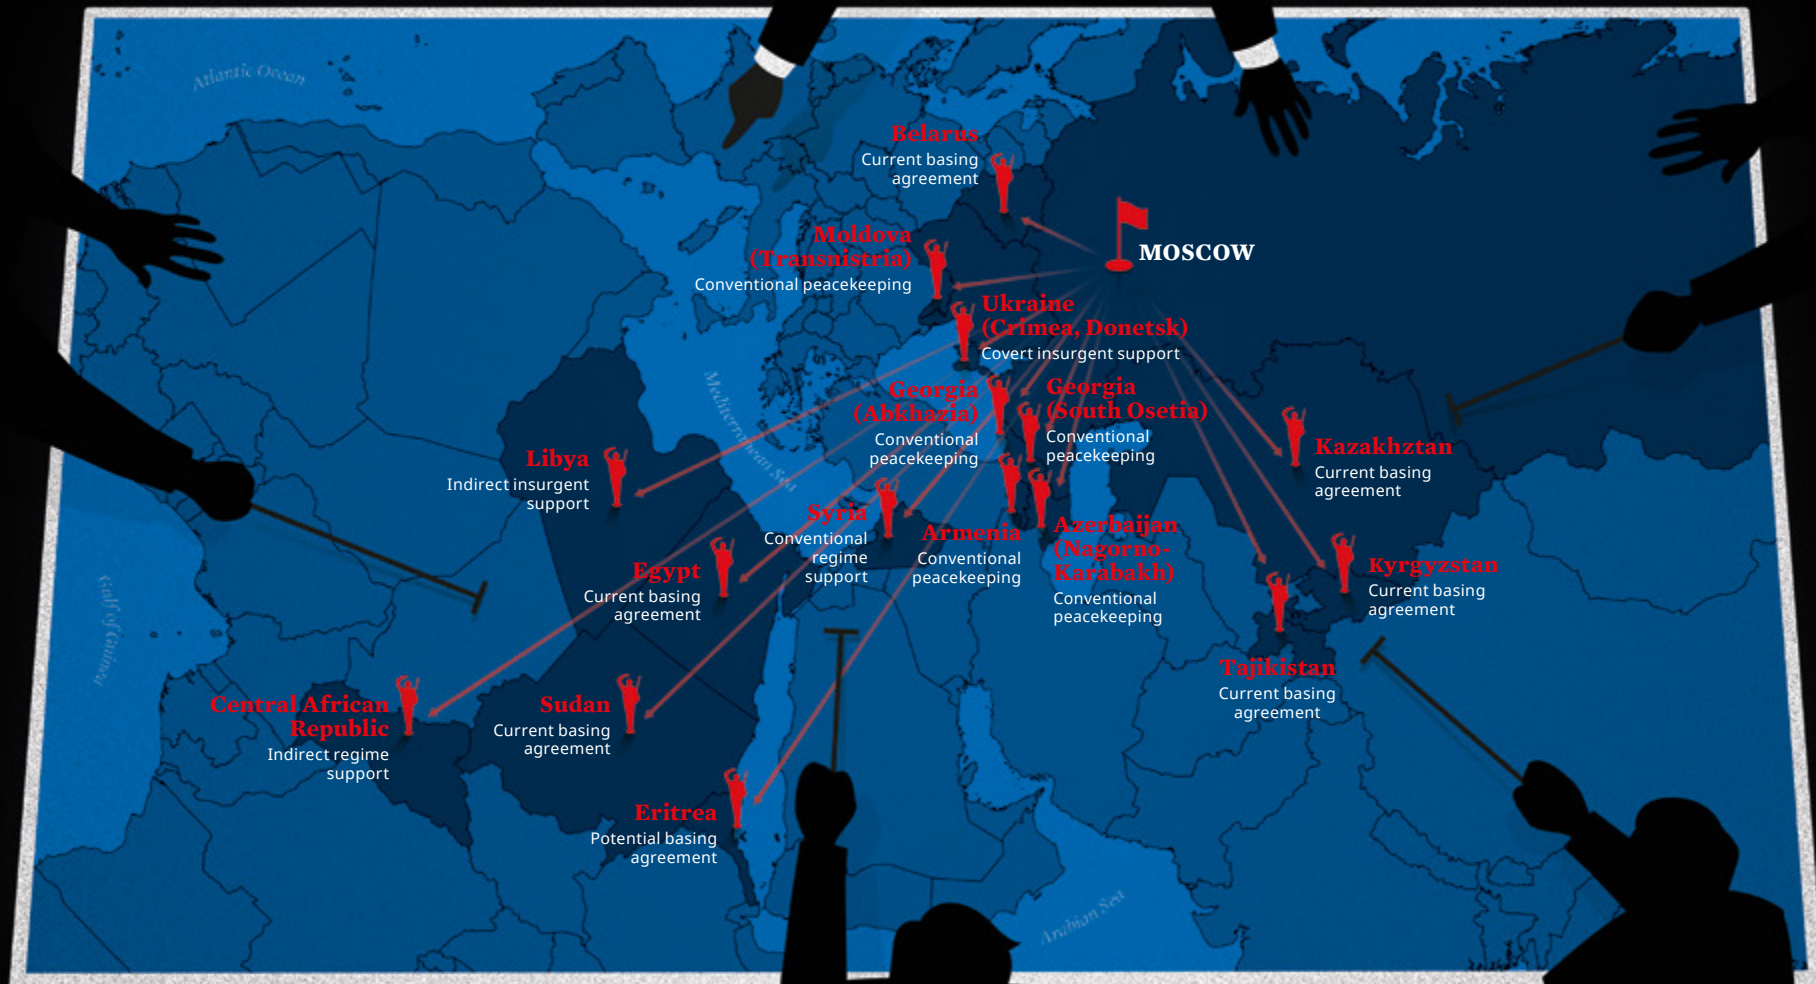 Atlantic Ocean
Belarus
Current basing
agreement
MOSCOW
Moldova
(Transnistria)
Conventional peacekeeping
Ukraine
(Crimea, Donetsk)
Covert insurgent support
Mediterranean Sea
Georgia
(Abkhazia)
Conventional
peacekeeping
Georgia
(South Osetia)
Conventional
peacekeeping
Kazakhztan
Current basing
agreement
Libya
Indirect insurgent
support
Syria
Conventional
regime
support
Armenia
Conventional
peacekeeping
Azerbaijan
(Nagorno-
Karabakh)
Conventional
peacekeeping
Egypt
Current basing
agreement
Kyrgyzstan
Current basing
agreement
Gulf of Guinea
Tajikistan
Current basing
agreement
Central African
Republic
Indirect regime
support
Sudan
Current basing
agreement
Eritrea
Potential basing
agreement
Arabian Sea